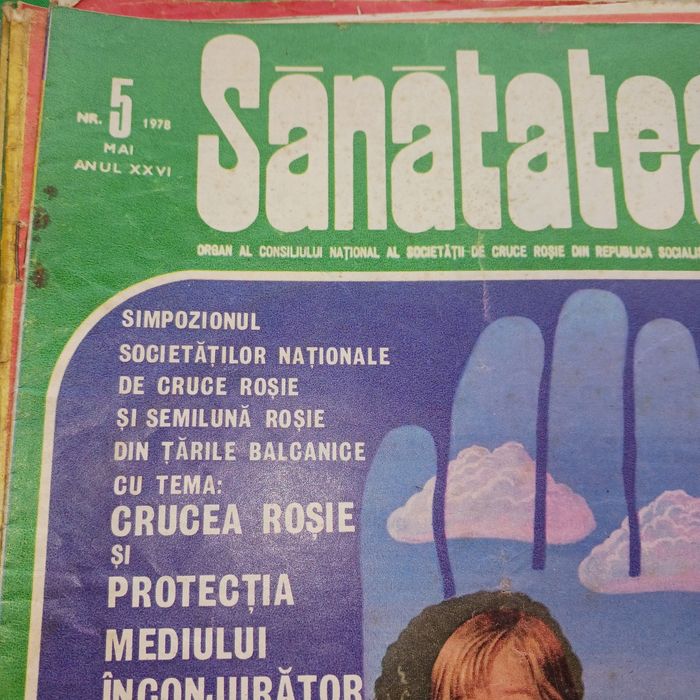 Sănătatea
NR. 5 1978
MAI
ANUL XXVI
ORGAN AL CONSILIULUI NAȚIONAL AL SOCIETĂȚII DE CRUCE ROȘIE DIN REPUBLICA SOCIALI
SIMPOZIONUL
SOCIETĂȚILOR NAȚIONALE
DE CRUCE ROȘIE
ȘI SEMILUNĂ ROȘIE
DIN ȚĂRILE BALCANICE
CU TEMA:
CRUCEA ROȘIE
ȘI
PROTECȚIA
MEDIULUI
ÎNCONJURĂTOR